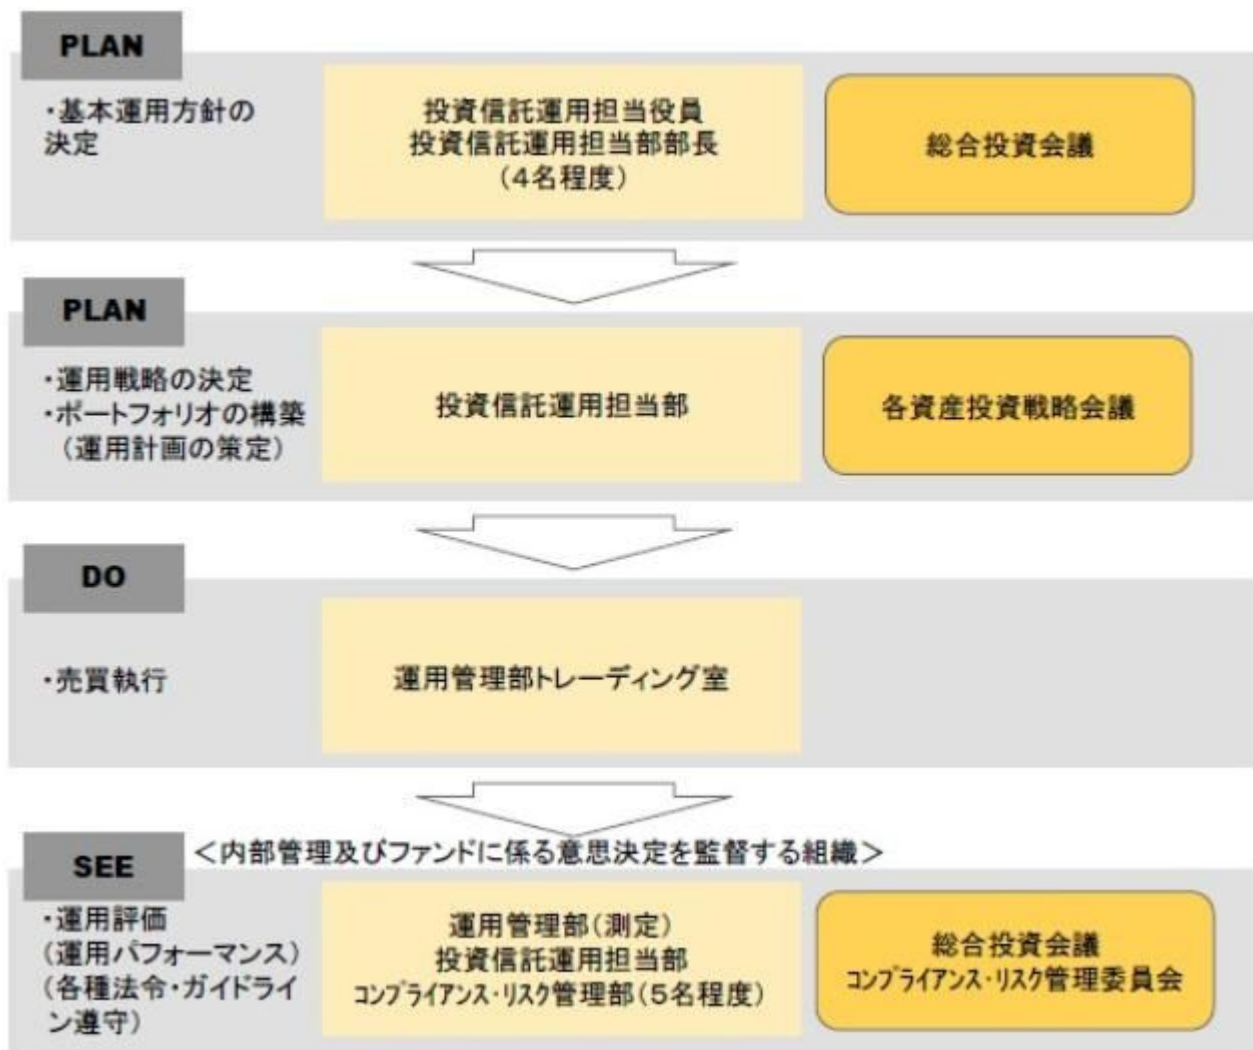 PLAN
・基本運用方針の
決定
投資信託運用担当役員
投資信託運用担当部部長
(4名程度)
総合投資会議
PLAN
・運用戦略の決定
・ポートフォリオの構築
(運用計画の策定)
投資信託運用担当部
各資産投資戦略会議
DO
・売買執行
運用管理部トレーディング室
SEE
＜内部管理及びファンドに係る意思決定を監督する組織＞
・運用評価
(運用パフォーマンス)
(各種法令・ガイドライ
ン遵守)
運用管理部(測定)
投資信託運用担当部
ｺﾝﾌﾟﾗｲｱﾝｽ･ﾘｽｸ管理部(5名程度)
総合投資会議
ｺﾝﾌﾟﾗｲｱﾝｽ･ﾘｽｸ管理委員会